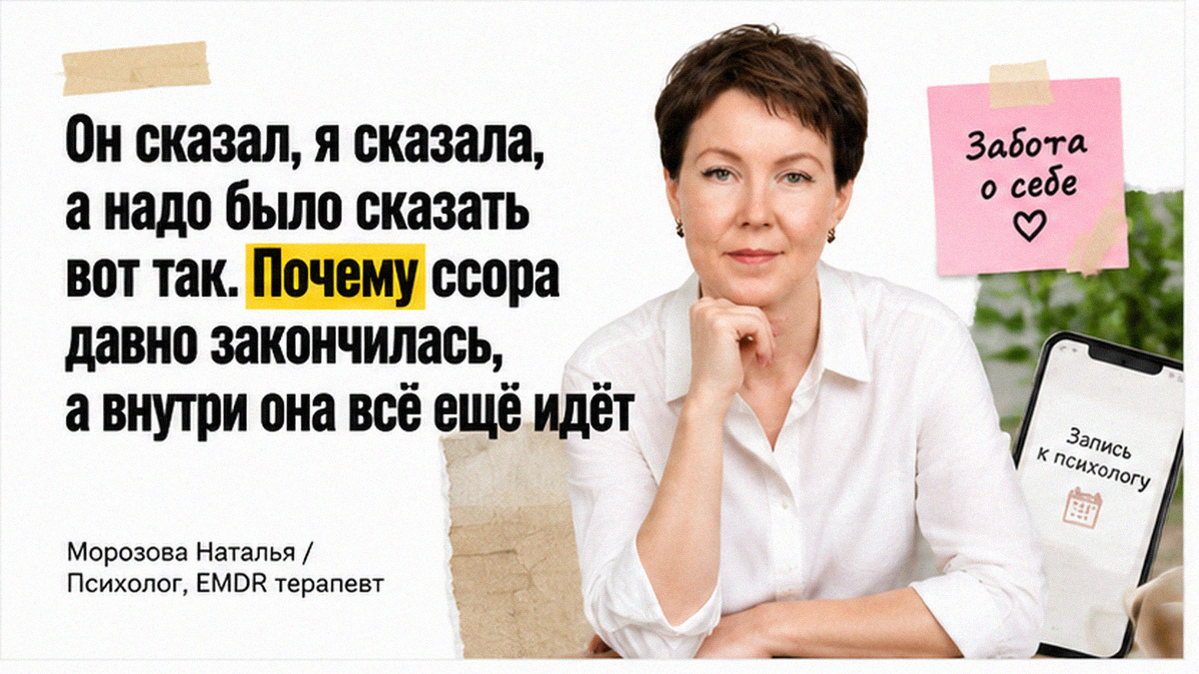 Он сказал, я сказала,
а надо было сказать
вот так. Почему ссора
давно закончилась,
а внутри она всё ещё идёт
Морозова Наталья /
Психолог, EMDR терапевт
Забота
о себе
♡
Запись
к психологу